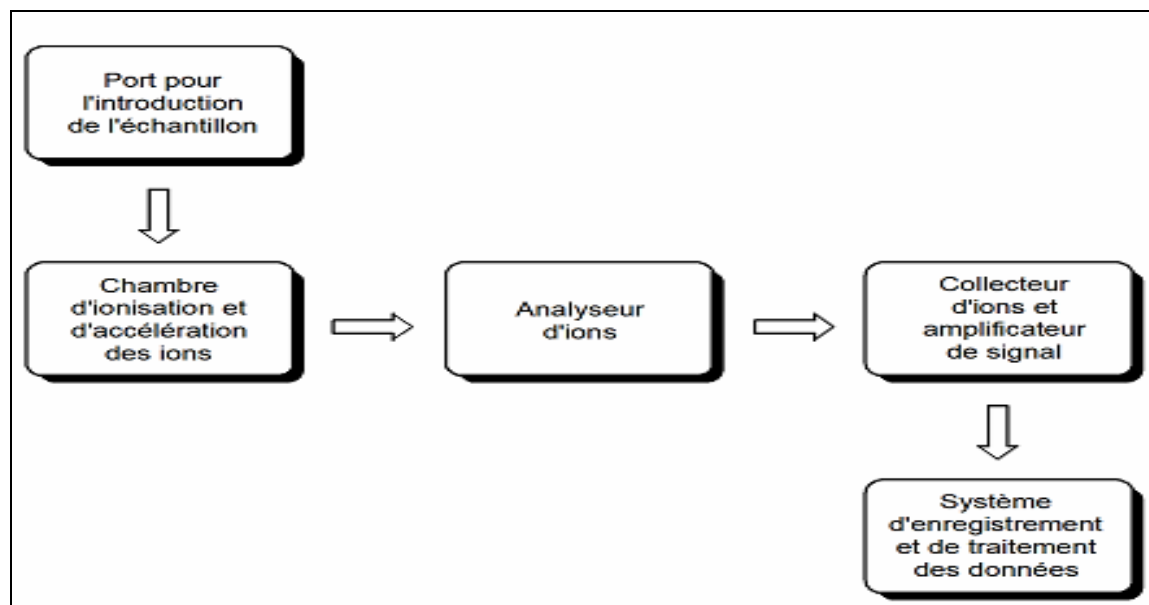 Port pour
l'introduction
de l'échantillon
Chambre
d'ionisation et
d'accélération
des ions
Analyseur
d'ions
Collecteur
d'ions et
amplificateur
de signal
Système
d'enregistrement
et de traitement
des données